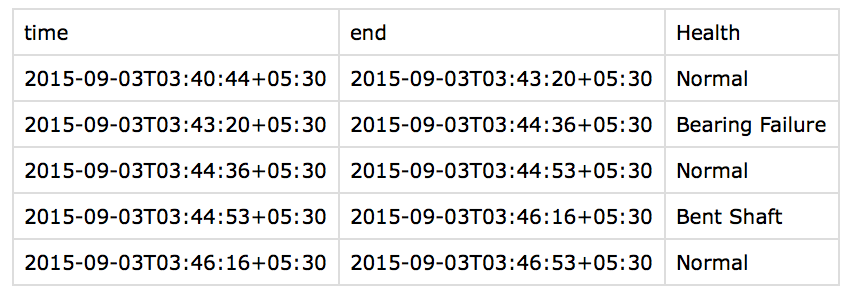 time end Health
2015-09-03T03:40:44+05:30 2015-09-03T03:43:20+05:30 Normal
2015-09-03T03:43:20+05:30 2015-09-03T03:44:36+05:30 Bearing Failure
2015-09-03T03:44:36+05:30 2015-09-03T03:44:53+05:30 Normal
2015-09-03T03:44:53+05:30 2015-09-03T03:46:16+05:30 Bent Shaft
2015-09-03T03:46:16+05:30 2015-09-03T03:46:53+05:30 Normal